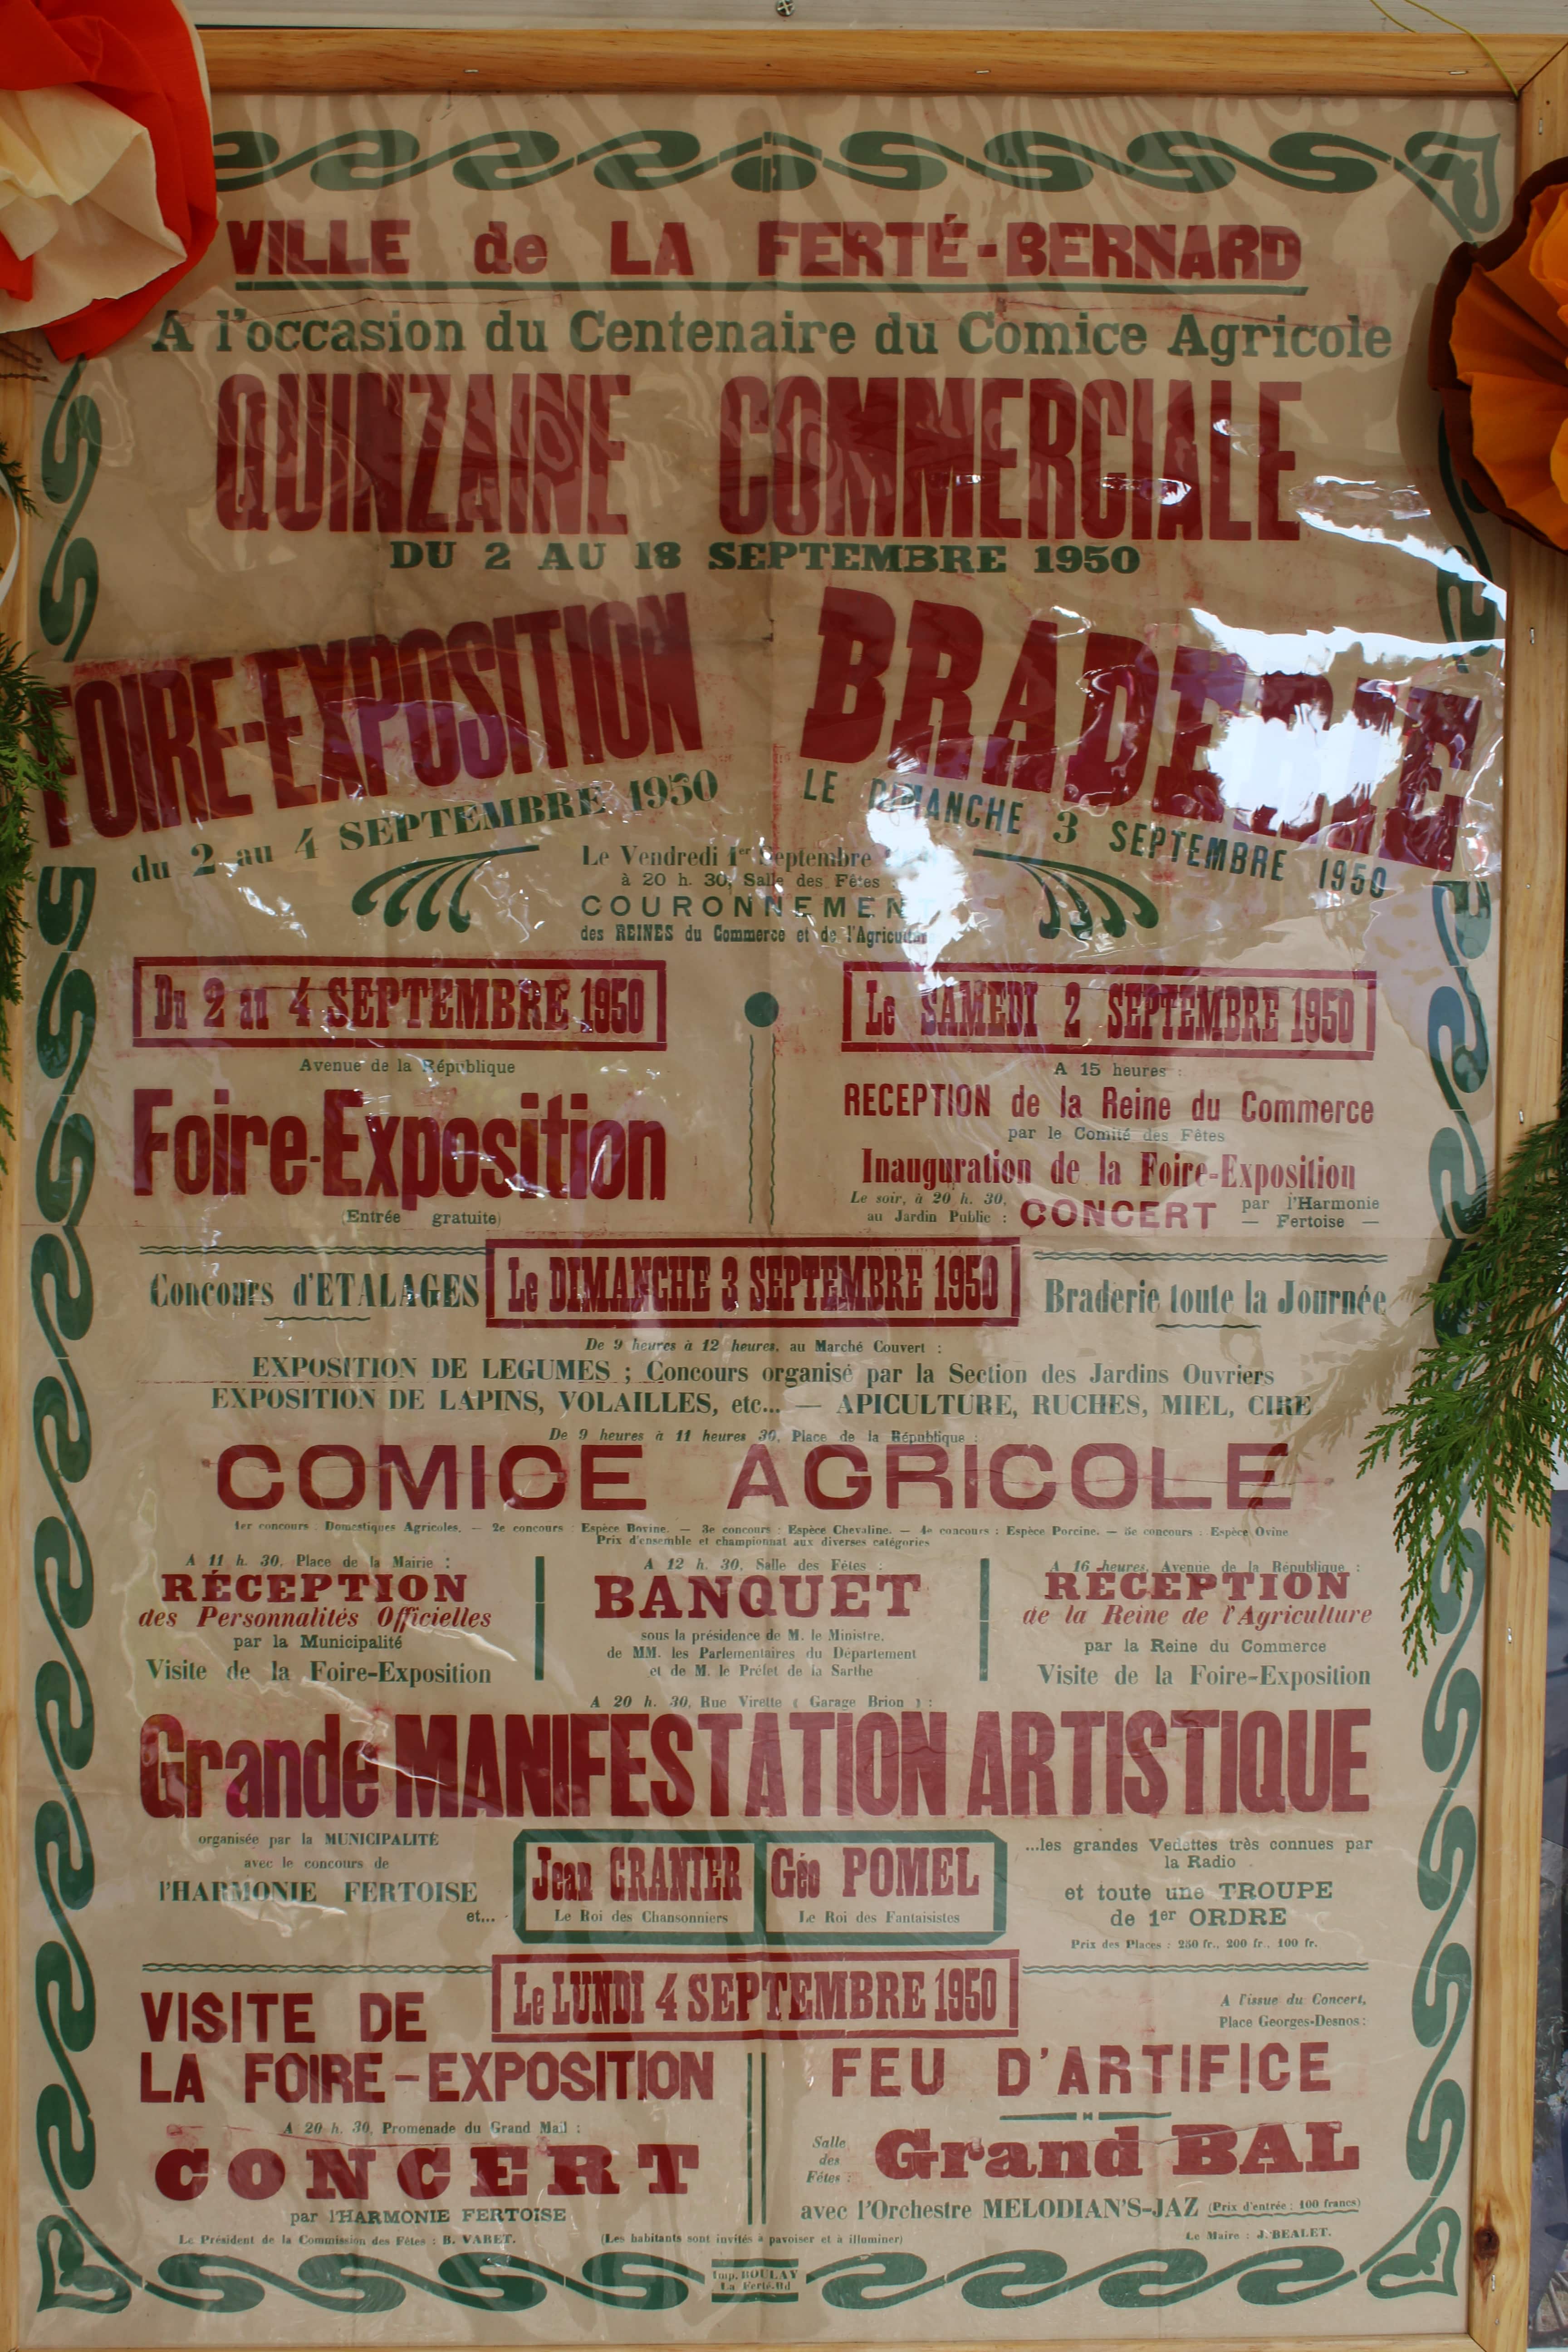 VILLE de LA FERTÉ-BERNARD
A l'occasion du Centenaire du Comice Agricole
QUINZAINE COMMERCIALE
DU 2 AU 18 SEPTEMBRE 1950
FOIRE-EXPOSITION
du 2 au 4 SEPTEMBRE 1950
BRADERIE
LE DIMANCHE 3 SEPTEMBRE 1950
Le Vendredi 1er Septembre
à 20 h. 30, Salle des Fêtes :
COURONNEMENT
des REINES du Commerce et de l'Agriculture
Du 2 au 4 SEPTEMBRE 1950
Avenue de la République
Foire-Exposition
(Entrée gratuite)
Le SAMEDI 2 SEPTEMBRE 1950
A 15 heures :
RECEPTION de la Reine du Commerce
par le Comité des Fêtes
Inauguration de la Foire-Exposition
Le soir, à 20 h. 30,
au Jardin Public :
CONCERT
par l'Harmonie
— Fertoise —
Concours d'ETALAGES
Le DIMANCHE 3 SEPTEMBRE 1950
Braderie toute la Journée
De 9 heures à 12 heures, au Marché Couvert :
EXPOSITION DE LEGUMES ; Concours organisé par la Section des Jardins Ouvriers
EXPOSITION DE LAPINS, VOLAILLES, etc... — APICULTURE, RUCHES, MIEL, CIRE
De 9 heures à 11 heures 30, Place de la République :
COMICE AGRICOLE
1er concours : Domestiques Agricoles. — 2e concours : Espèce Bovine. — 3e concours : Espèce Chevaline. — 4e concours : Espèce Porcine. — 5e concours : Espèce Ovine
Prix d'ensemble et championnat aux diverses catégories
A 11 h. 30, Place de la Mairie :
RÉCEPTION
des Personnalités Officielles
par la Municipalité
Visite de la Foire-Exposition
A 12 h. 30, Salle des Fêtes :
BANQUET
sous la présidence de M. le Ministre,
de MM. les Parlementaires du Département
et de M. le Préfet de la Sarthe
A 16 heures, Avenue de la République :
RÉCEPTION
de la Reine de l'Agriculture
par la Reine du Commerce
Visite de la Foire-Exposition
A 20 h. 30, Rue Virette ( Garage Brion ) :
Grande MANIFESTATION ARTISTIQUE
organisée par la MUNICIPALITÉ
avec le concours de
l'HARMONIE FERTOISE
et...
Jean GRANIER
Le Roi des Chansonniers
Géo POMEL
Le Roi des Fantaisistes
...les grandes Vedettes très connues par
la Radio
et toute une TROUPE
de 1er ORDRE
Prix des Places : 250 fr., 200 fr., 100 fr.
Le LUNDI 4 SEPTEMBRE 1950
VISITE DE
LA FOIRE-EXPOSITION
A 20 h. 30, Promenade du Grand Mail :
CONCERT
par l'HARMONIE FERTOISE
A l'issue du Concert,
Place Georges-Desnos :
FEU D'ARTIFICE
Salle
des
Fêtes :
Grand BAL
avec l'Orchestre MELODIAN'S-JAZ (Prix d'entrée : 100 francs)
Le Président de la Commission des Fêtes : B. VARET.
(Les habitants sont invités à pavoiser et à illuminer)
Le Maire : J. BEALET.
Imp. BOULAY
La Ferté-Bd